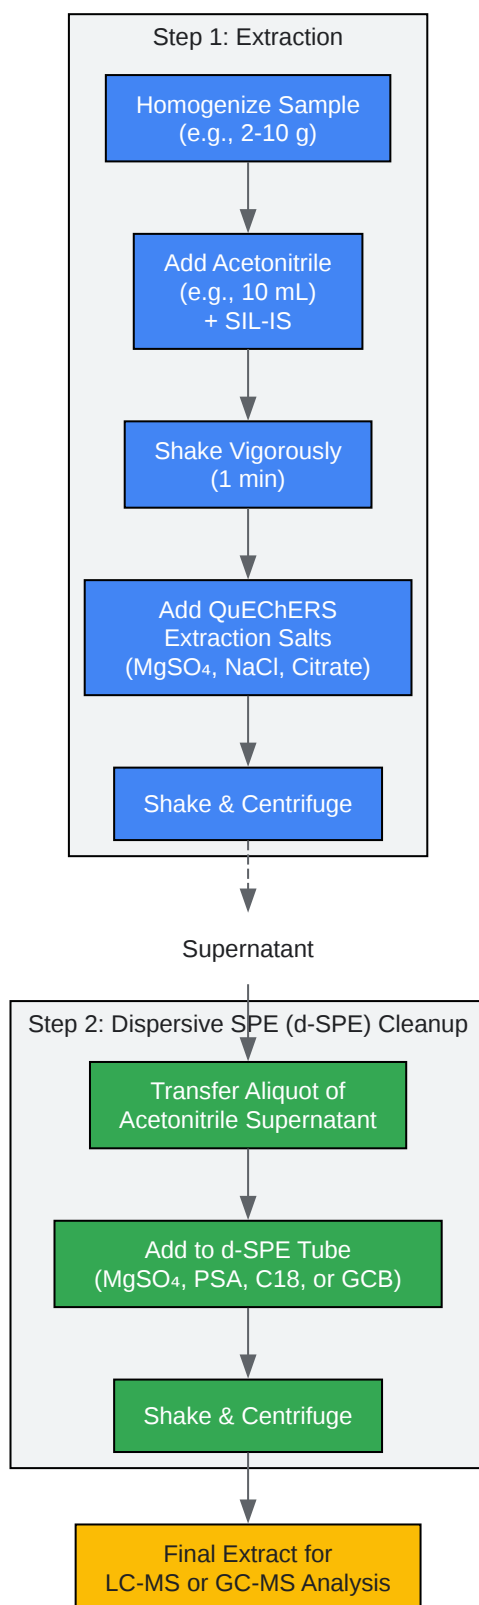 Step 1: Extraction
Homogenize Sample
(e.g., 2-10 g)
Add Acetonitrile
(e.g., 10 mL)
+ SIL-IS
Shake Vigorously
(1 min)
Add QuEChERS
Extraction Salts
(MgSO₄, NaCl, Citrate)
Shake & Centrifuge
Supernatant
Step 2: Dispersive SPE (d-SPE) Cleanup
Transfer Aliquot of
Acetonitrile Supernatant
Add to d-SPE Tube
(MgSO₄, PSA, C18, or GCB)
Shake & Centrifuge
Final Extract for
LC-MS or GC-MS Analysis